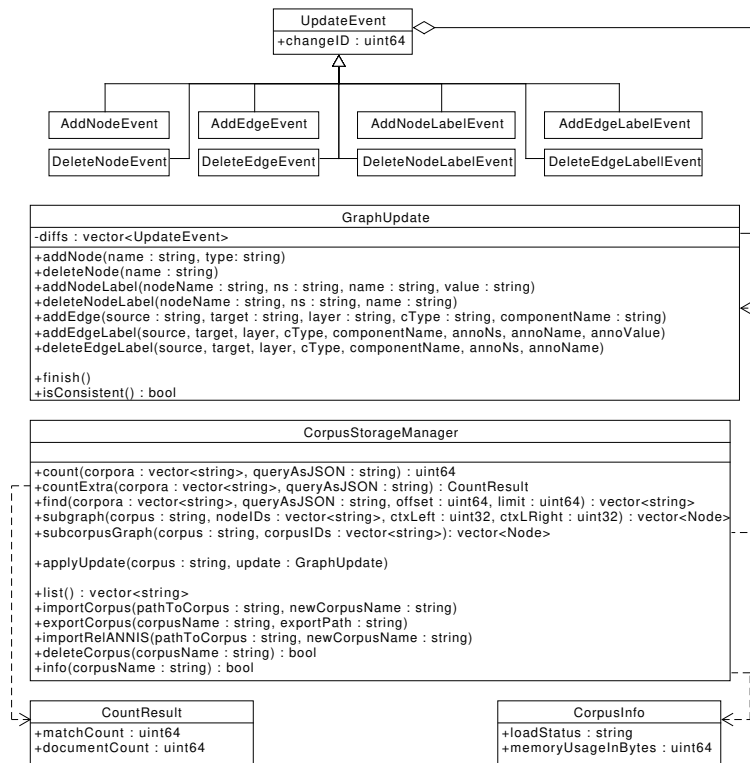 UpdateEvent
+changeID : uint64
AddNodeEvent
AddEdgeEvent
AddNodeLabelEvent
AddEdgeLabelEvent
DeleteNodeEvent
DeleteEdgeEvent
DeleteNodeLabelEvent
DeleteEdgeLabellEvent
GraphUpdate
-diffs : vector<UpdateEvent>
+addNode(name : string, type: string)
+deleteNode(name : string)
+addNodeLabel(nodeName : string, ns : string, name : string, value : string)
+deleteNodeLabel(nodeName : string, ns : string, name : string)
+addEdge(source : string, target : string, layer : string, cType : string, componentName : string)
+addEdgeLabel(source, target, layer, cType, componentName, annoNs, annoName, annoValue)
+deleteEdgeLabel(source, target, layer, cType, componentName, annoNs, annoName)
+finish()
+isConsistent() : bool
CorpusStorageManager
+count(corpora : vector<string>, queryAsJSON : string) : uint64
+countExtra(corpora : vector<string>, queryAsJSON : string) : CountResult
+find(corpora : vector<string>, queryAsJSON : string, offset : uint64, limit : uint64) : vector<string>
+subgraph(corpus : string, nodeIDs : vector<string>, ctxLeft : uint32, ctxLRight : uint32) : vector<Node>
+subcorpusGraph(corpus : string, corpusIDs : vector<string>): vector<Node>
+applyUpdate(corpus : string, update : GraphUpdate)
+list() : vector<string>
+importCorpus(pathToCorpus : string, newCorpusName : string)
+exportCorpus(corpusName : string, exportPath : string)
+importRelANNIS(pathToCorpus : string, newCorpusName : string)
+deleteCorpus(corpusName : string) : bool
+info(corpusName : string) : bool
CountResult
+matchCount : uint64
+documentCount : uint64
CorpusInfo
+loadStatus : string
+memoryUsageInBytes : uint64